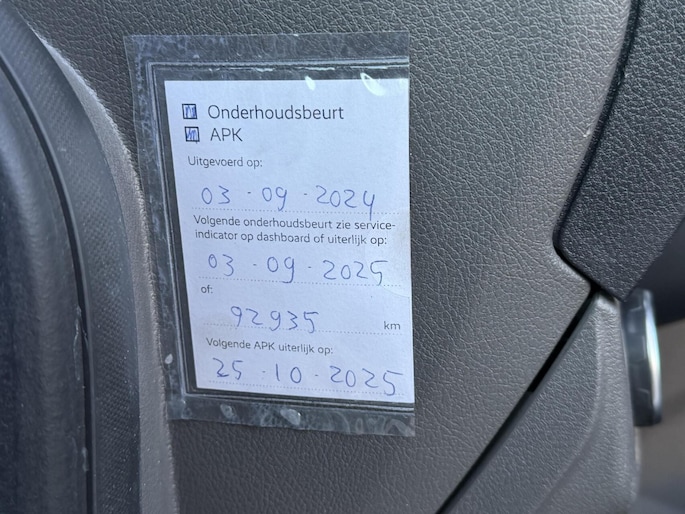 Onderhoudsbeurt
APK
Uitgevoerd op:
03-09-2024
Volgende onderhoudsbeurt zie service-
indicator op dashboard of uiterlijk op:
03-09-2025
of:
92935 km
Volgende APK uiterlijk op:
25-10-2025